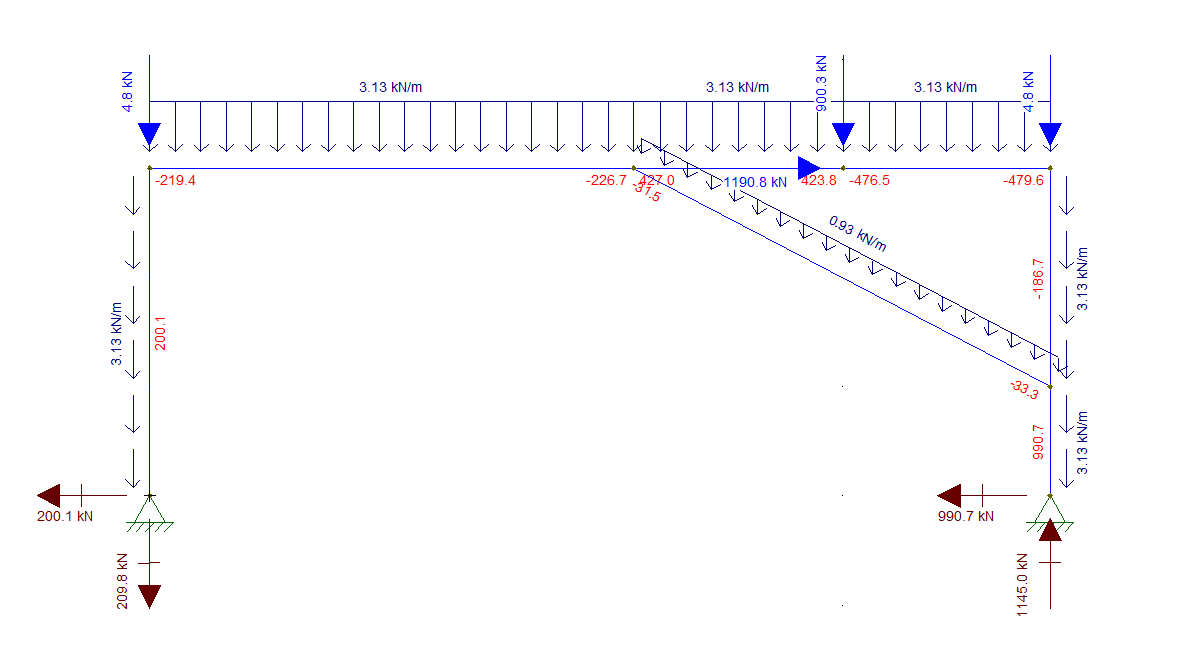 4.8 kN
3.13 kN/m
3.13 kN/m
900.3 kN
3.13 kN/m
4.8 kN
-219.4
-226.7
427.0
-31.5
1190.8 kN
423.8
-476.5
-479.6
0.93 kN/m
-186.7
3.13 kN/m
3.13 kN/m
200.1
-33.3
990.7
3.13 kN/m
200.1 kN
990.7 kN
209.8 kN
1145.0 kN